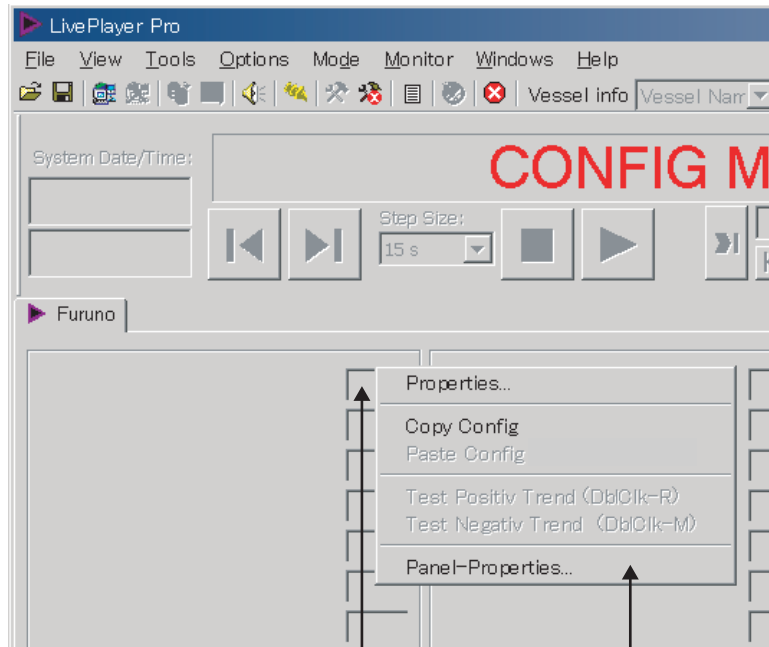 LivePlayer Pro
File View Tools Options Mode Monitor Windows Help
Vessel info Vessel Nam
System Date/Time:
CONFIG M
Step Size:
15 s
Furuno
Properties...
Copy Config
Paste Config
Test Positiv Trend (DblClk-R)
Test Negativ Trend (DblClk-M)
Panel-Properties...